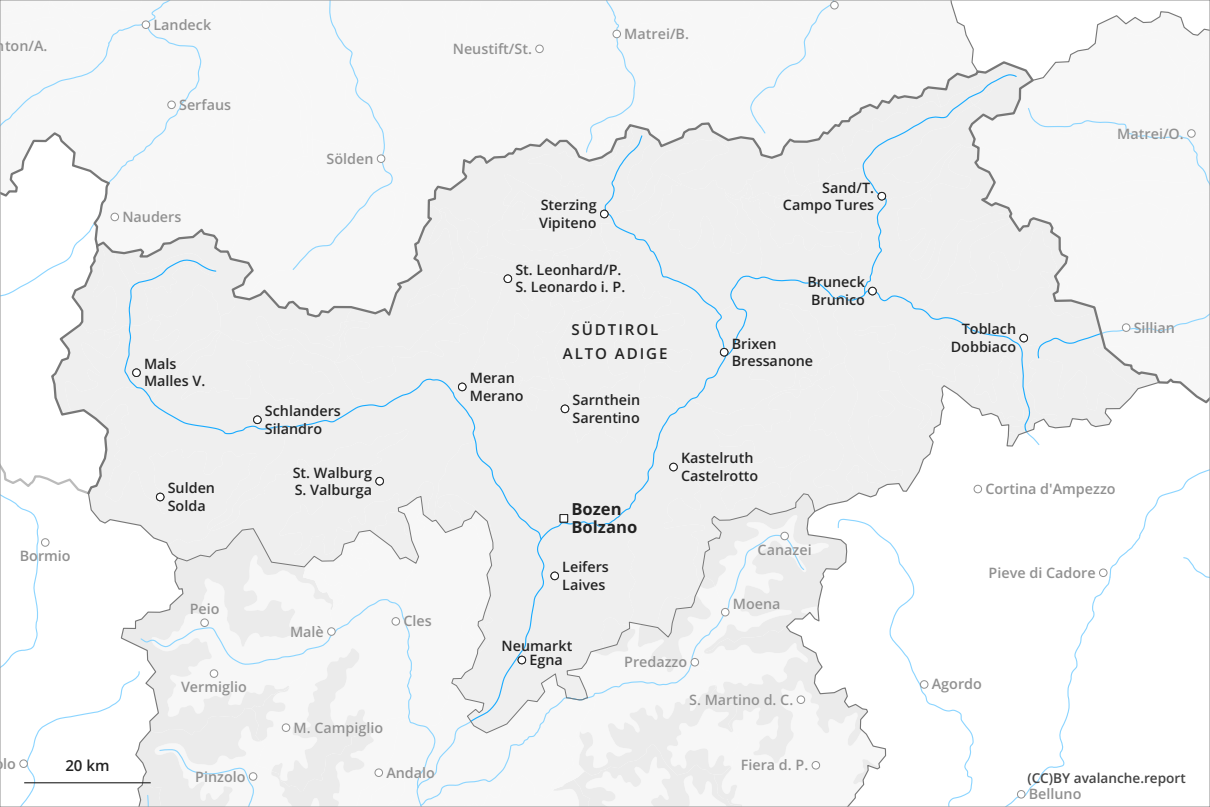 Landeck
nton/A.
Neustift/St.
Matrei/B.
Serfaus
Matrei/O.
Sölden
Nauders
Sand/T.
Campo Tures
Sterzing
Vipiteno
St. Leonhard/P.
S. Leonardo i. P.
Bruneck
Brunico
SÜDTIROL
ALTO ADIGE
Toblach
Dobbiaco
Sillian
Brixen
Bressanone
Mals
Malles V.
Meran
Merano
Sarnthein
Sarentino
Schlanders
Silandro
Kastelruth
Castelrotto
St. Walburg
S. Valburga
Sulden
Solda
Cortina d'Ampezzo
Bozen
Bolzano
Bormio
Canazei
Leifers
Laives
Pieve di Cadore
Peio
Moena
Malè
Cles
Neumarkt
Egna
Predazzo
Vermiglio
Agordo
S. Martino d. C.
M. Campiglio
olo
20 km
Pinzolo
Andalo
Fiera d. P.
(CC)BY avalanche.report
Belluno